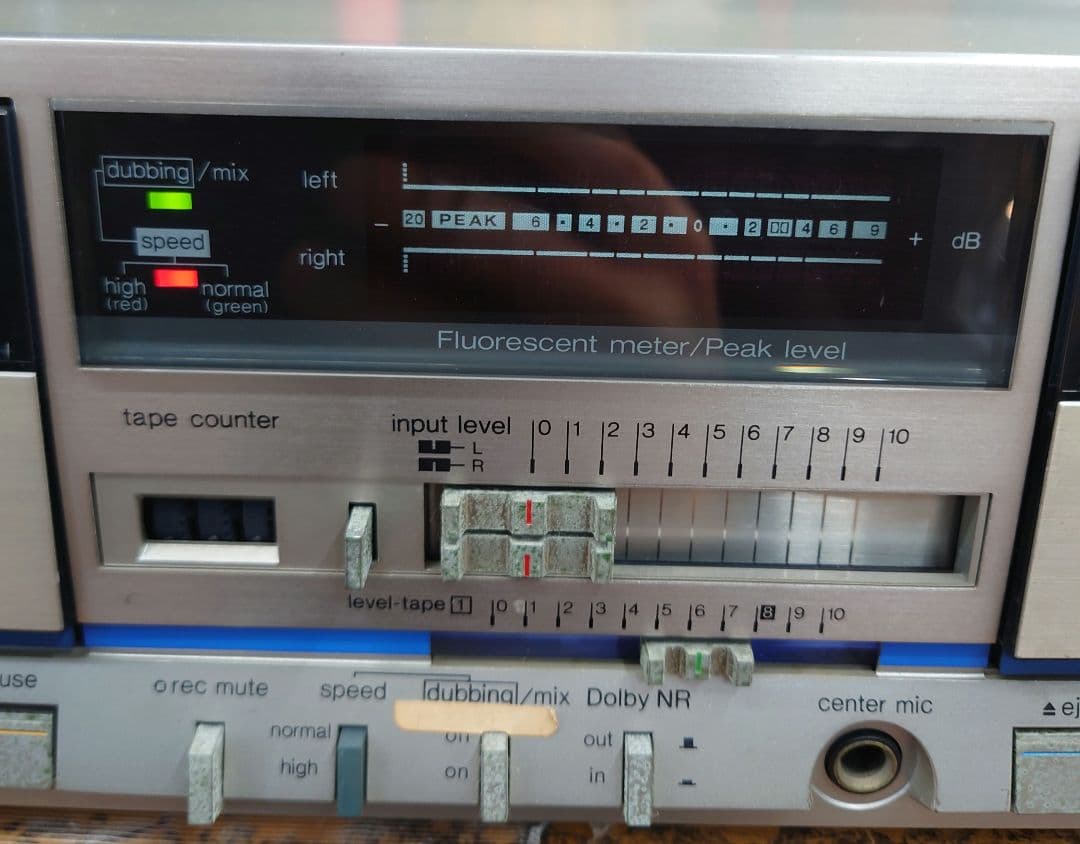 dubbing/mix
left
− 20 PEAK 6 • 4 • 2 • 0 • 2 4 6 9 + dB
speed
right
high normal
(red) (green)
Fluorescent meter/Peak level
tape counter
input level 0 1 2 3 4 5 6 7 8 9 10
L
R
level-tape 1 0 1 2 3 4 5 6 7 8 9 10
use
o rec mute
speed
dubbing/mix
Dolby NR
center mic
ej
normal
high
on
out
in